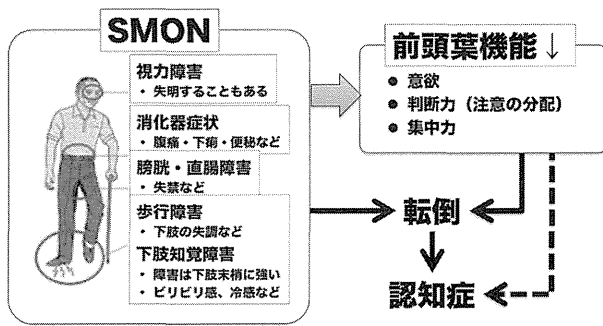 SMON
視力障害
• 失明することもある
消化器症状
• 腹痛・下痢・便秘など
膀胱・直腸障害
• 失禁など
歩行障害
• 下肢の失調など
下肢知覚障害
• 障害は下肢末梢に強い
• ビリビリ感、冷感など
前頭葉機能↓
● 意欲
● 判断力（注意の分配）
● 集中力
転倒
認知症